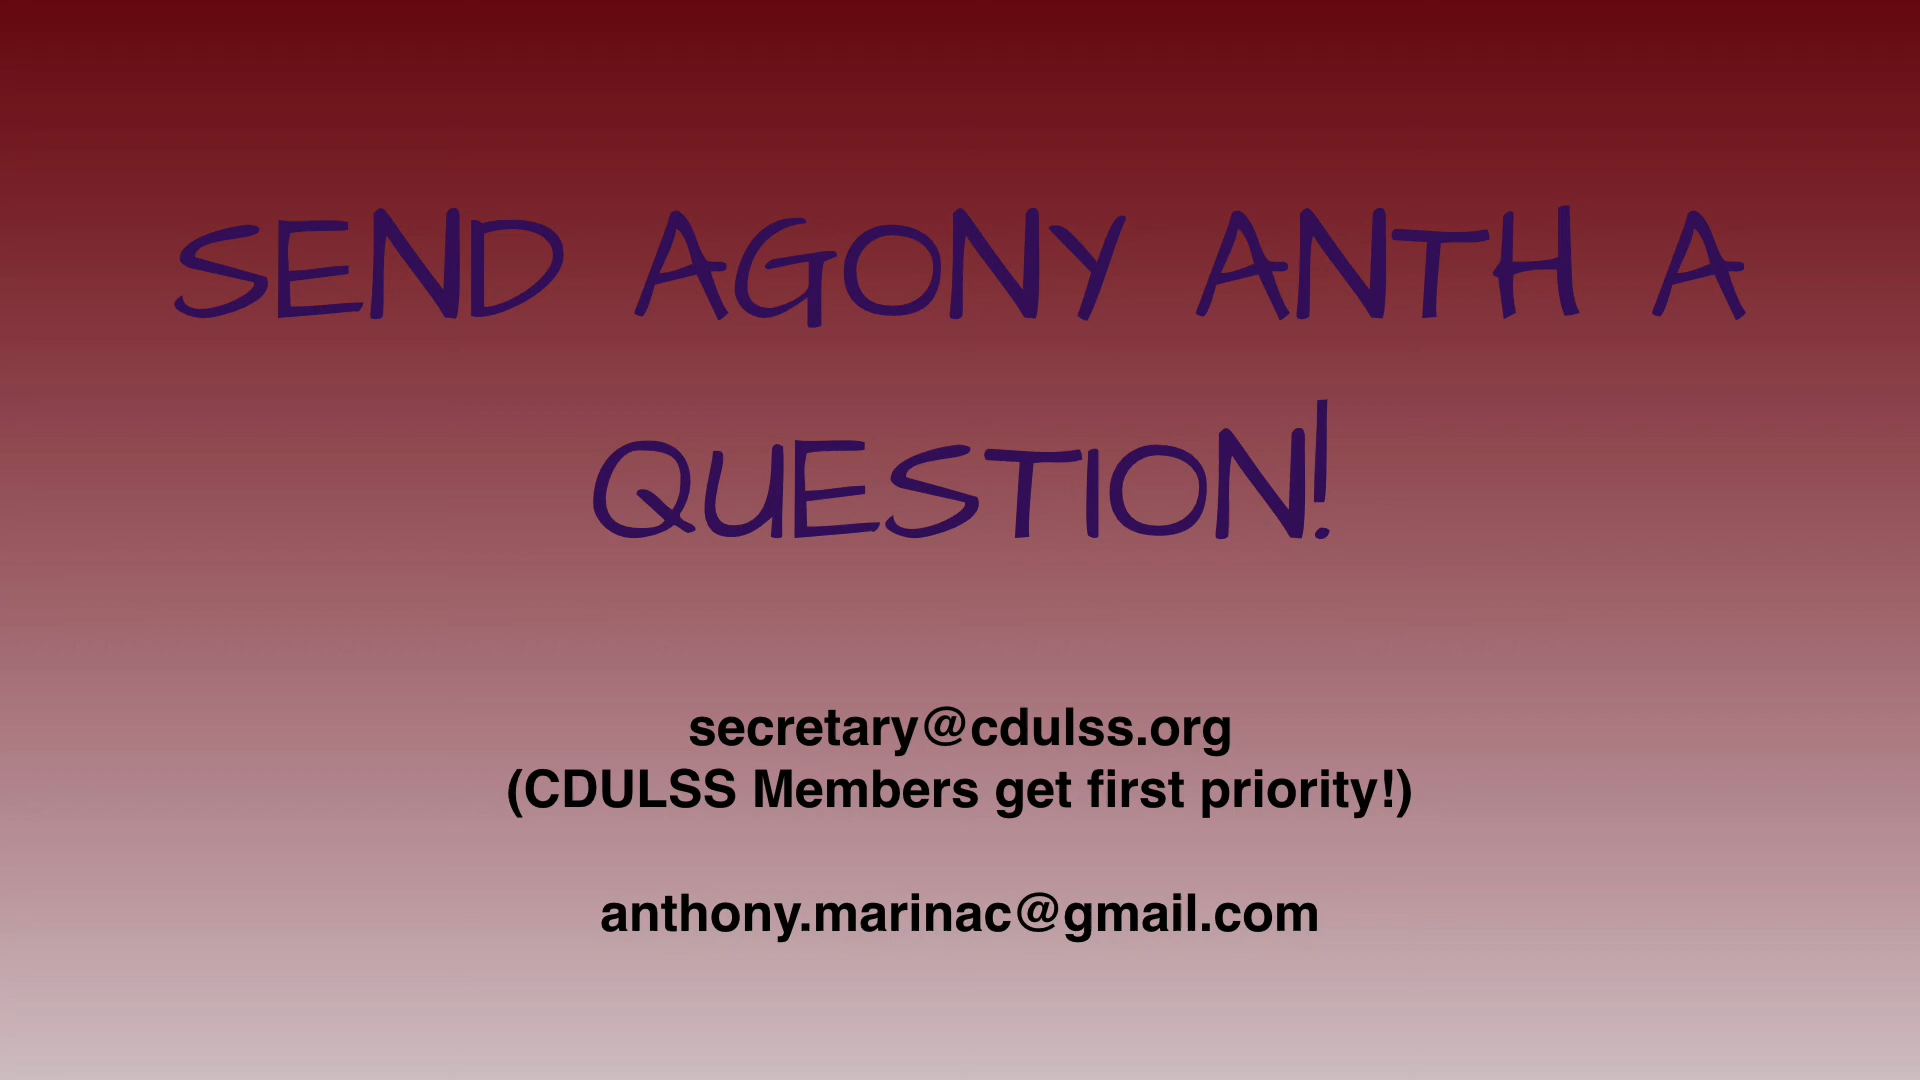 SEND AGONY ANTH A
QUESTION!
secretary@cdulss.org
(CDULSS Members get first priority!)
anthony.marinac@gmail.com